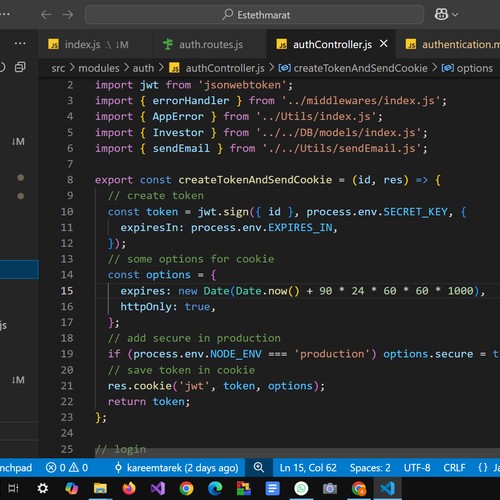 Estethmarat
index.js .\ ↓M
auth.routes.js
authController.js
authentication.m
src > modules > auth > authController.js > createTokenAndSendCookie > options
2 import jwt from 'jsonwebtoken';
3 import { errorHandler } from '../middlewares/index.js';
4 import { AppError } from '../Utils/index.js';
5 import { Investor } from '../../DB/models/index.js';
6 import { sendEmail } from './../Utils/sendEmail.js';
7
8 export const createTokenAndSendCookie = (id, res) => {
9 // create token
10 const token = jwt.sign({ id }, process.env.SECRET_KEY, {
11 expiresIn: process.env.EXPIRES_IN,
12 });
13 // some options for cookie
14 const options = {
15 expires: new Date(Date.now() + 90 * 24 * 60 * 60 * 1000),
16 httpOnly: true,
17 };
18 // add secure in production
19 if (process.env.NODE_ENV === 'production') options.secure = t
20 // save token in cookie
21 res.cookie('jwt', token, options);
22 return token;
23 };
24
25 // login
↓M
js
↓M
nchpad 0 0 kareemtarek (2 days ago) Ln 15, Col 62 Spaces: 2 UTF-8 CRLF {} Ja